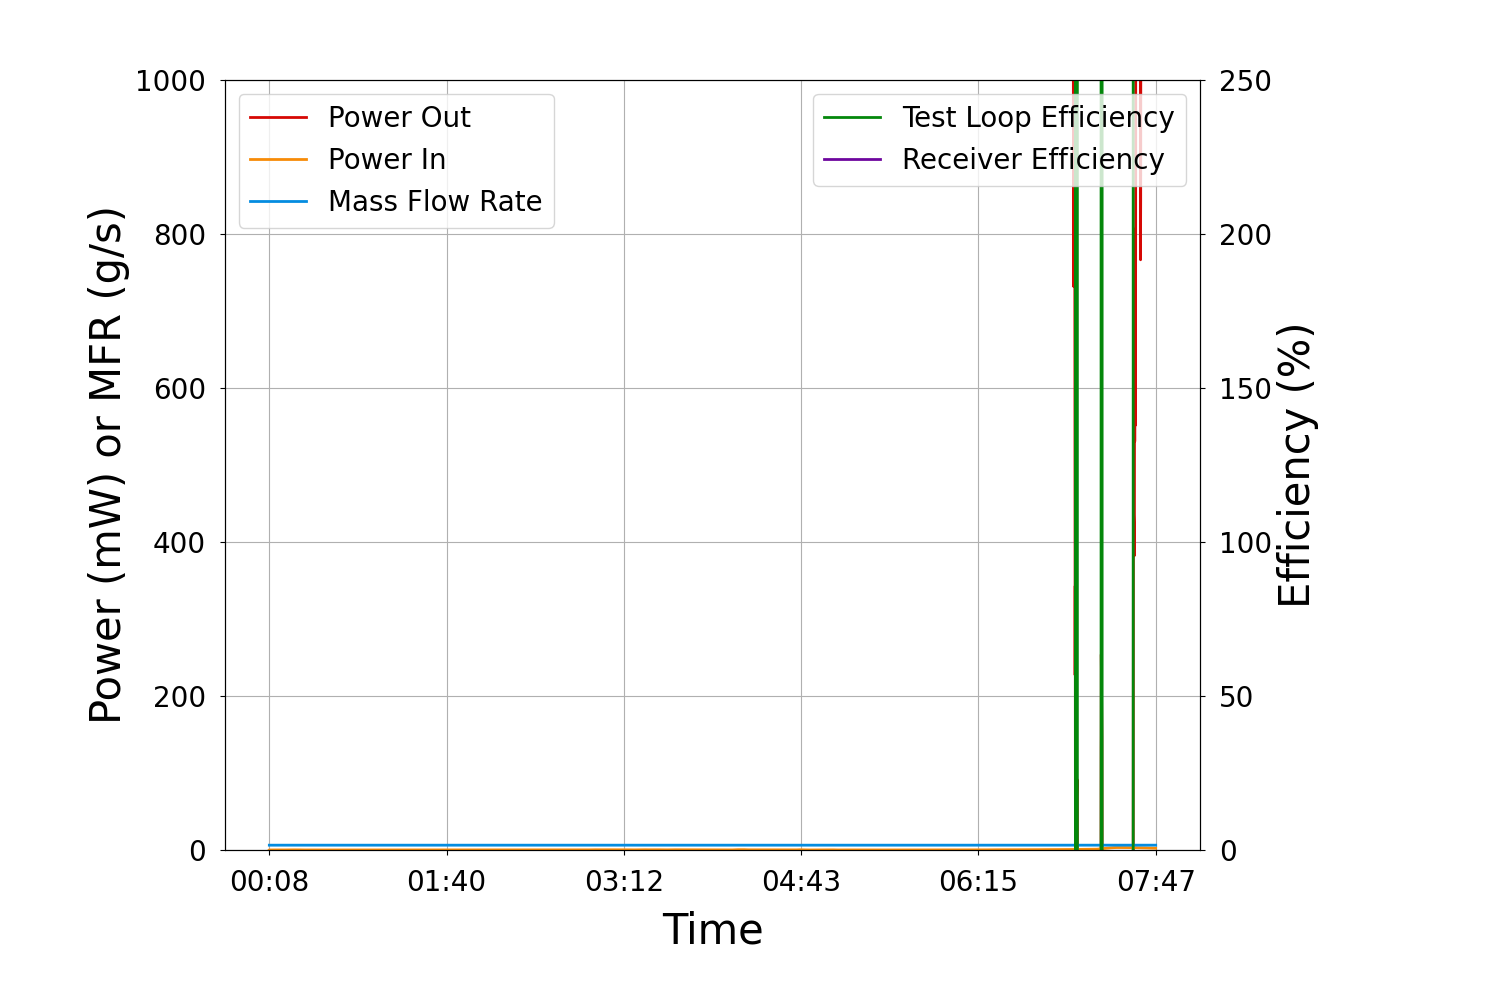 Power Out
Power In
Mass Flow Rate
Test Loop Efficiency
Receiver Efficiency
Power (mW) or MFR (g/s)
1000
800
600
400
200
0
Efficiency (%)
250
200
150
100
50
0
00:08 01:40 03:12 04:43 06:15 07:47
Time